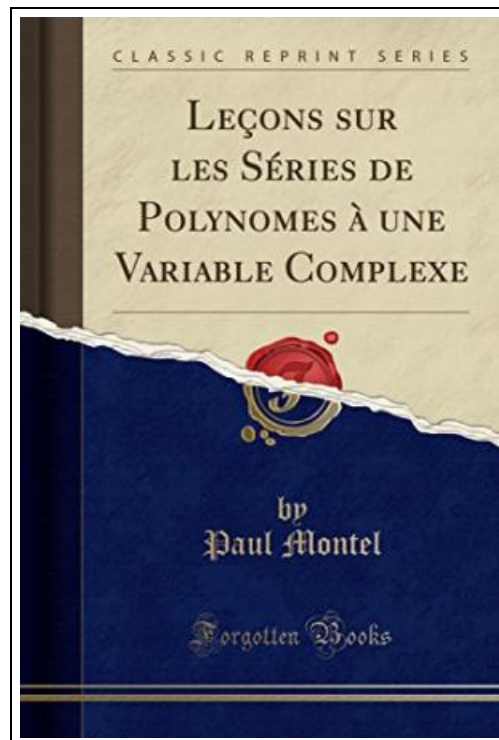 CLASSIC REPRINT SERIES
LEÇONS SUR
LES SÉRIES DE
POLYNOMES À UNE
VARIABLE COMPLEXE
by
Paul Montel
Forgotten Books